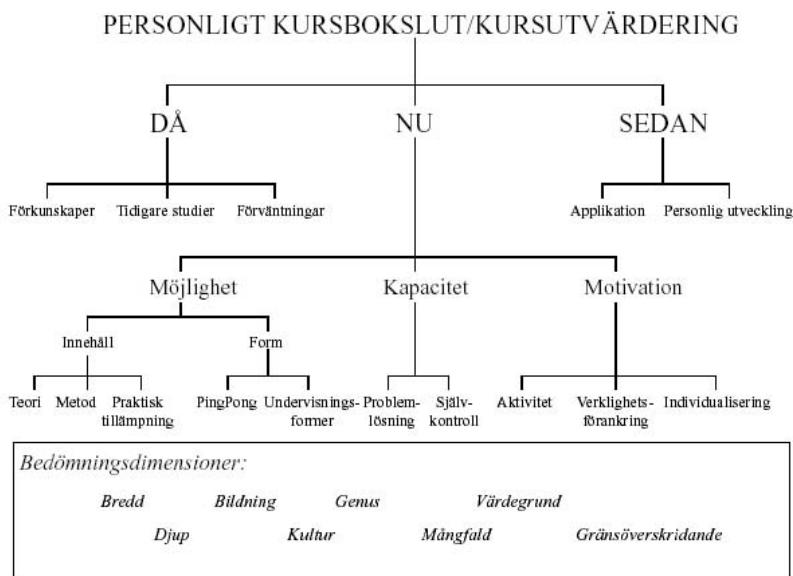 PERSONLIGT KURSBOKSLUT/KURSUTVÄRDERING
DÅ NU SEDAN
Förkunskaper Tidigare studier Förväntningar Applikation Personlig utveckling
Möjlighet Kapacitet Motivation
Innehåll Form
Teori Metod Praktisk PingPong Undervisnings- Problem- Själv- Aktivitet Verklighets- Individualisering
tillämpning former lösning kontroll förankring
Bedömningsdimensioner:
Bredd Bildning Genus Värdegrund
Djup Kultur Mångfald Gränsöverskridande